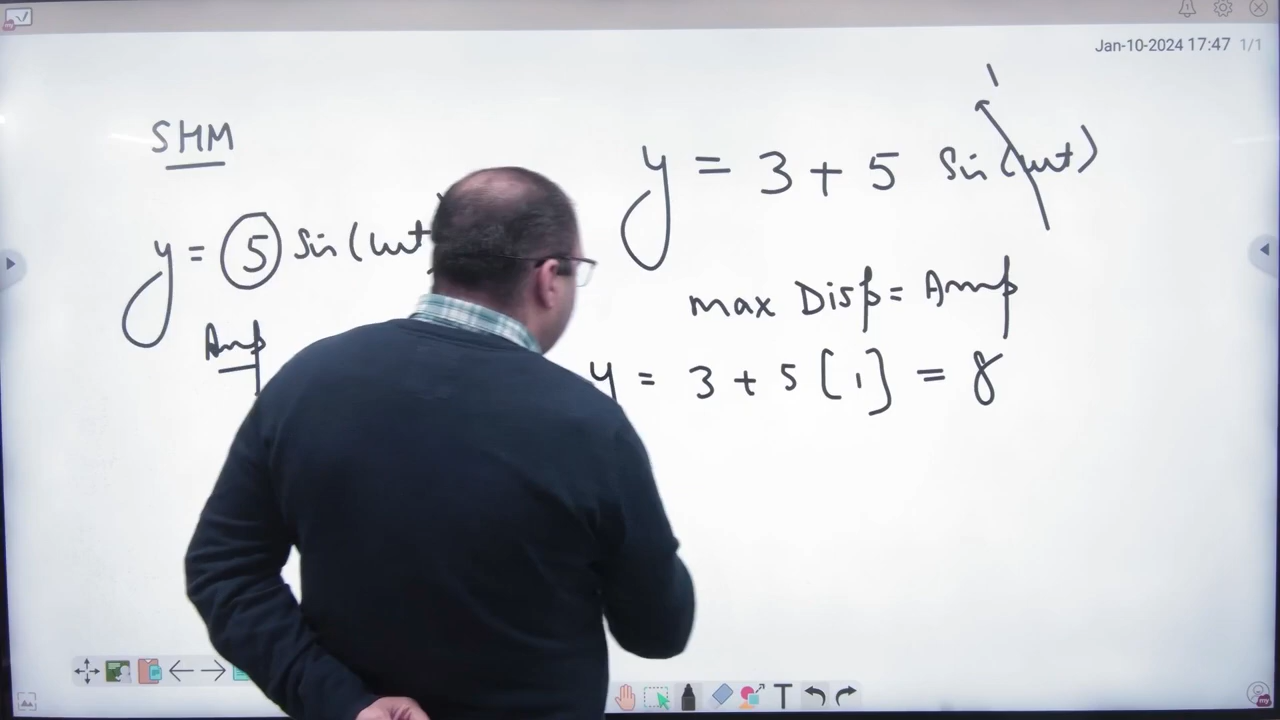 Jan-10-2024 17:47 1/1
SHM
y = 5 Sin (ωt
Amp
1
y = 3 + 5 Sin (ωt)
max Disp = Amp
y = 3 + 5 [1] = 8
T